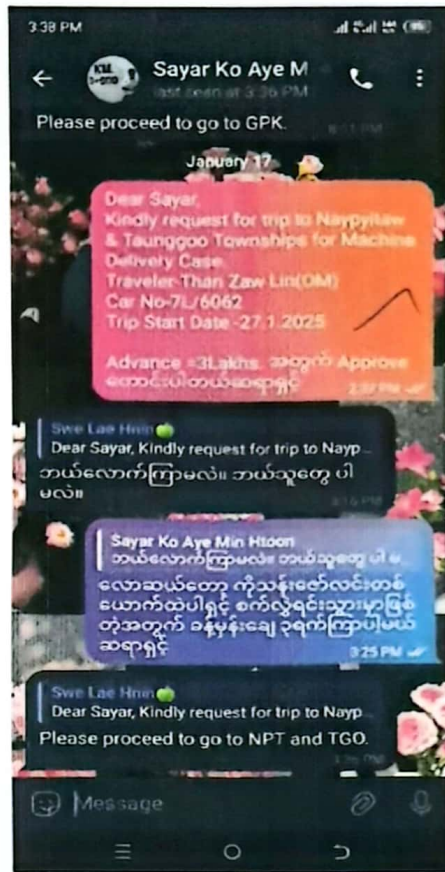 3:38 PM
Sayar Ko Aye M
last seen at 3:36 PM
Please proceed to go to GPK.
January 17
Dear Sayar,
Kindly request for trip to Naypyitaw
& Taunggoo Townships for Machine
Delivery Case.
Traveler-Than Zaw Lin(OM)
Car No-7L/6062
Trip Start Date -27.1.2025
Advance =3Lakhs. အတွက် Approve
တောင်းပါတယ်ဆရာရှင့်
Swe Lae Hnin🍏
Dear Sayar, Kindly request for trip to Nayp...
ဘယ်လောက်ကြာမလဲ။ ဘယ်သူတွေ ပါ
မလဲ။
Sayar Ko Aye Min Htoon
ဘယ်လောက်ကြာမလဲ။ ဘယ်သူတွေ ပါ မ...
လောဆယ်တော့ ကိုသန်းဇော်လင်းတစ်
ယောက်ထဲပါရှင့် စက်လွှဲရင်းသွားမှာဖြစ်
တဲ့အတွက် ခန့်မှန်းချေ ၃ရက်ကြာပါမယ်
ဆရာရှင့်
3:25 PM
Swe Lae Hnin🍏
Dear Sayar, Kindly request for trip to Nayp...
Please proceed to go to NPT and TGO.
Message